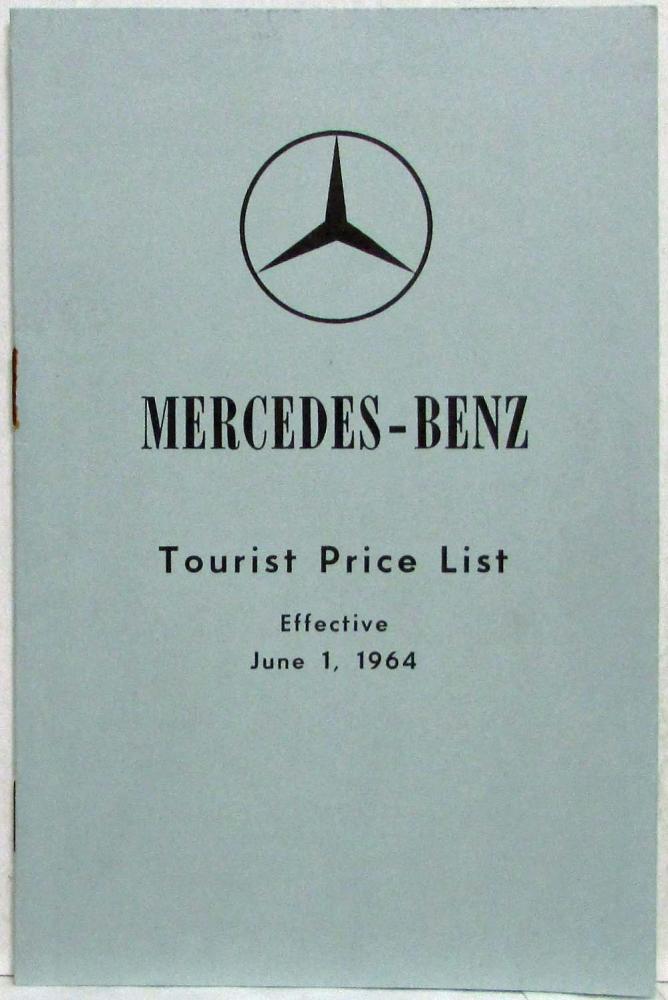 MERCEDES-BENZ
Tourist Price List
Effective
June 1, 1964